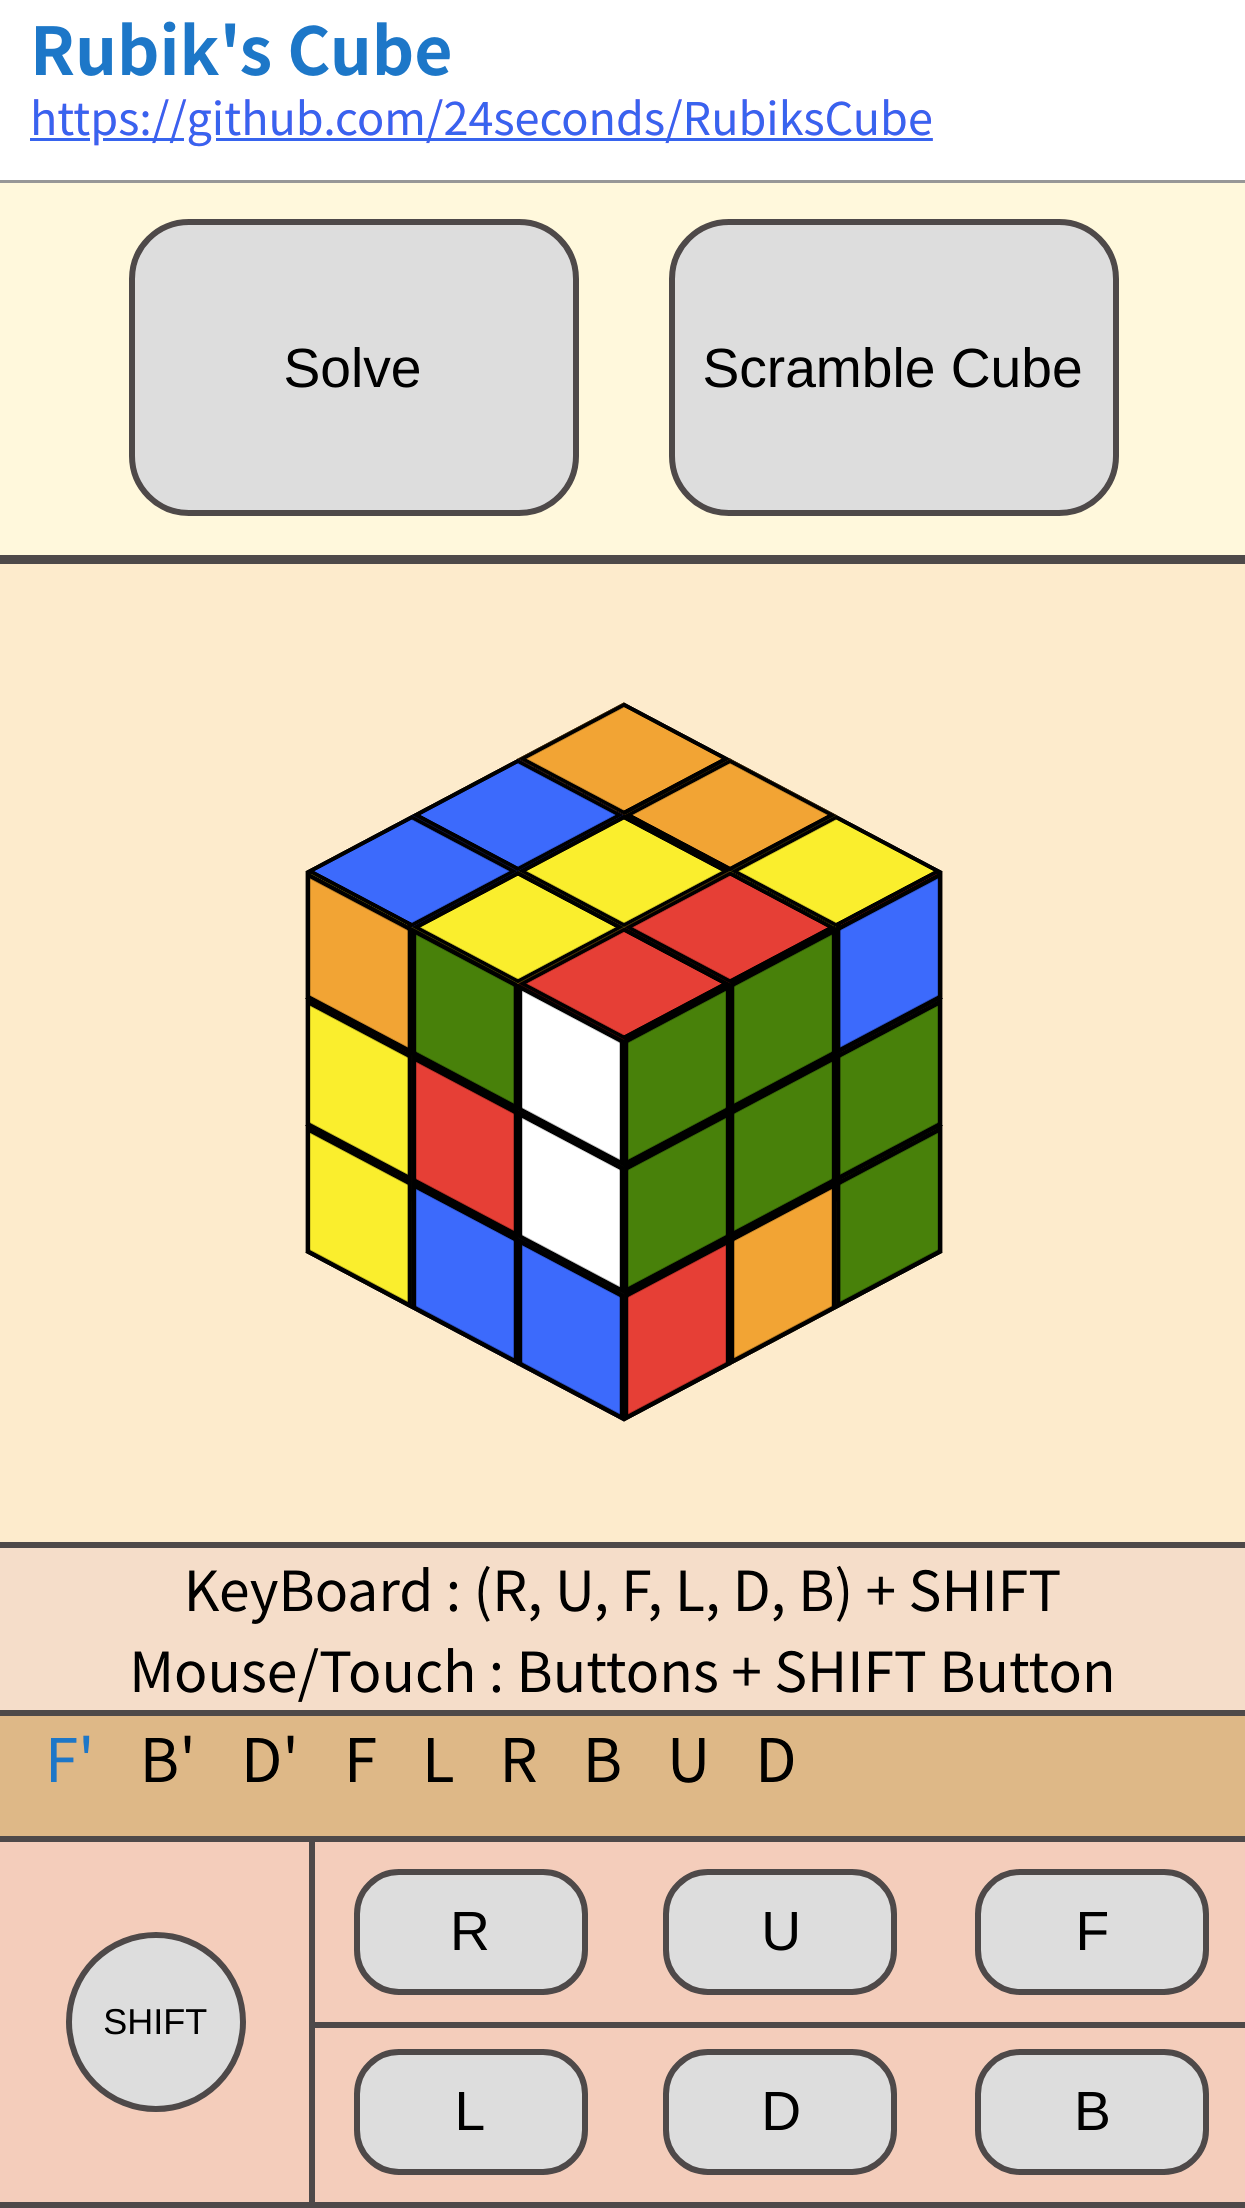 Rubik's Cube
https://github.com/24seconds/RubiksCube
Solve
Scramble Cube
KeyBoard : (R, U, F, L, D, B) + SHIFT
Mouse/Touch : Buttons + SHIFT Button
F' B' D' F L R B U D
SHIFT
R U F
L D B